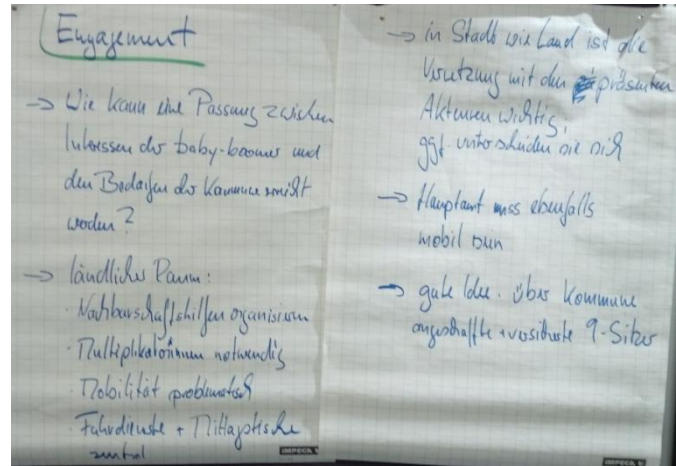 Engagement
→ Wie kann eine Passung zwischen
Interessen der baby-boomer und
den Bedarfen der Kommune erreicht
werden?
→ ländlicher Raum:
· Nachbarschaftshilfen organisieren
· Multiplikatorinnen notwendig
· Mobilität problematisch
· Fahrdienste + Mittagstische
zentral
→ in Stadt wie Land ist die
Vernetzung mit den präsenten
Akteuren wichtig,
ggf. unterscheiden sie sich
→ Hauptamt muss ebenfalls
mobil sein
→ gute Idee: über Kommune
angeschaffte + versicherte 9-Sitzer